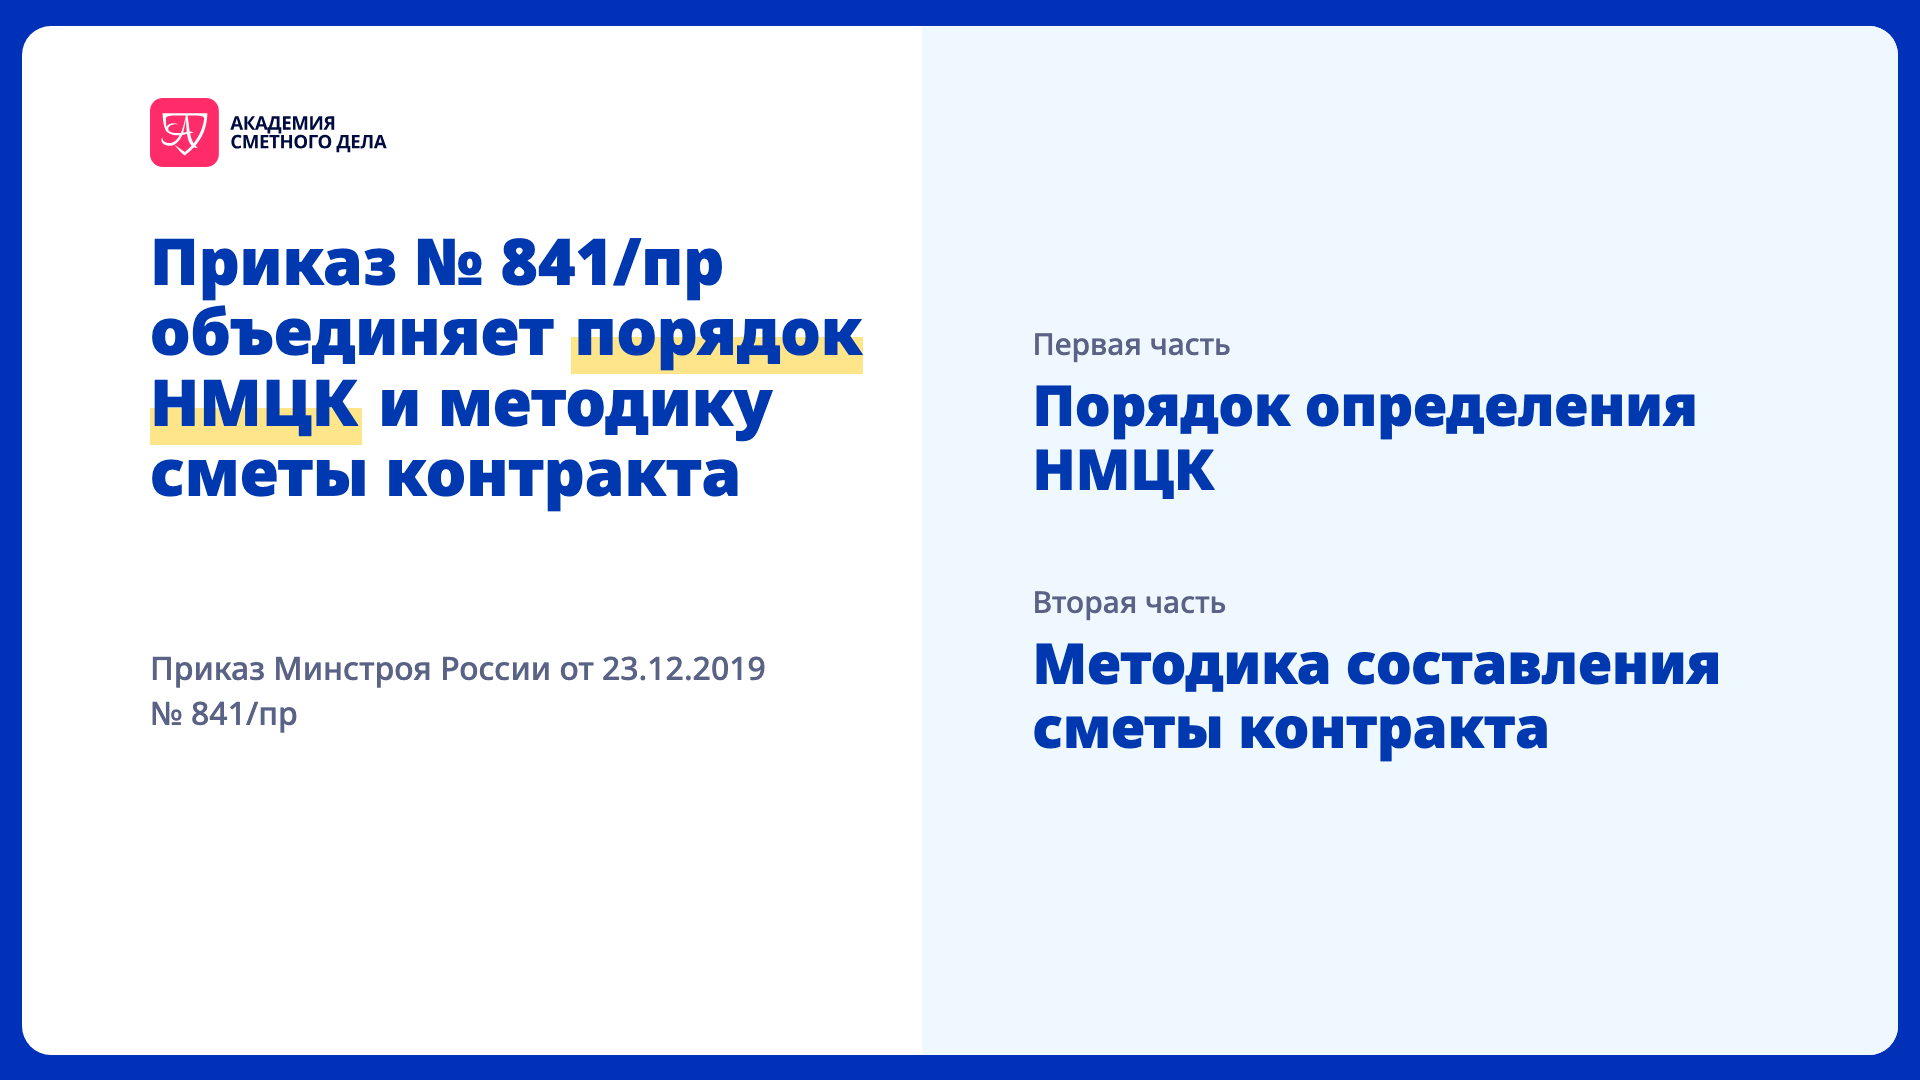 АКАДЕМИЯ
СМЕТНОГО ДЕЛА
Приказ № 841/пр
объединяет порядок
НМЦК и методику
сметы контракта
Приказ Минстроя России от 23.12.2019
№ 841/пр
Первая часть
Порядок определения
НМЦК
Вторая часть
Методика составления
сметы контракта